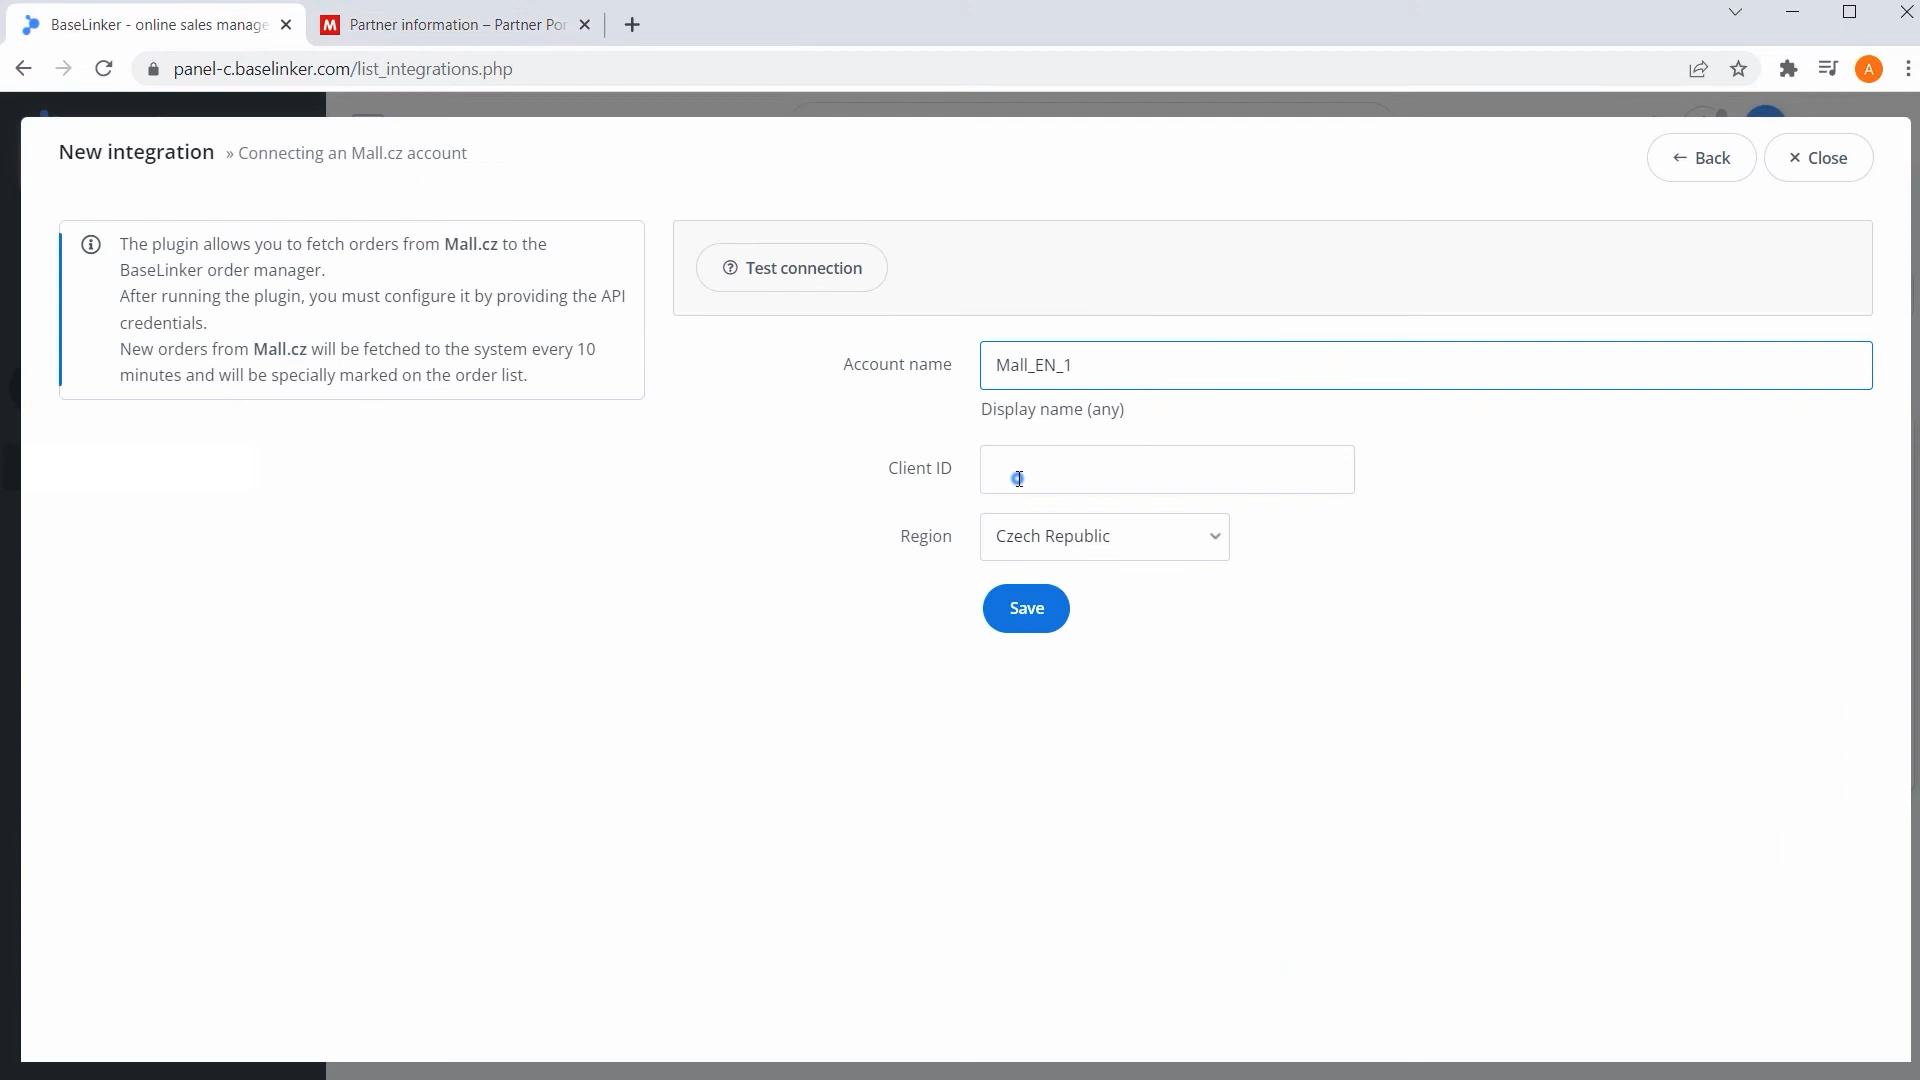 BaseLinker - online sales manage
Partner information – Partner Por
panel-c.baselinker.com/list_integrations.php
A
New integration » Connecting an Mall.cz account
← Back
× Close
The plugin allows you to fetch orders from Mall.cz to the
BaseLinker order manager.
After running the plugin, you must configure it by providing the API
credentials.
New orders from Mall.cz will be fetched to the system every 10
minutes and will be specially marked on the order list.
Test connection
Account name
Mall_EN_1
Display name (any)
Client ID
Region
Czech Republic
Save